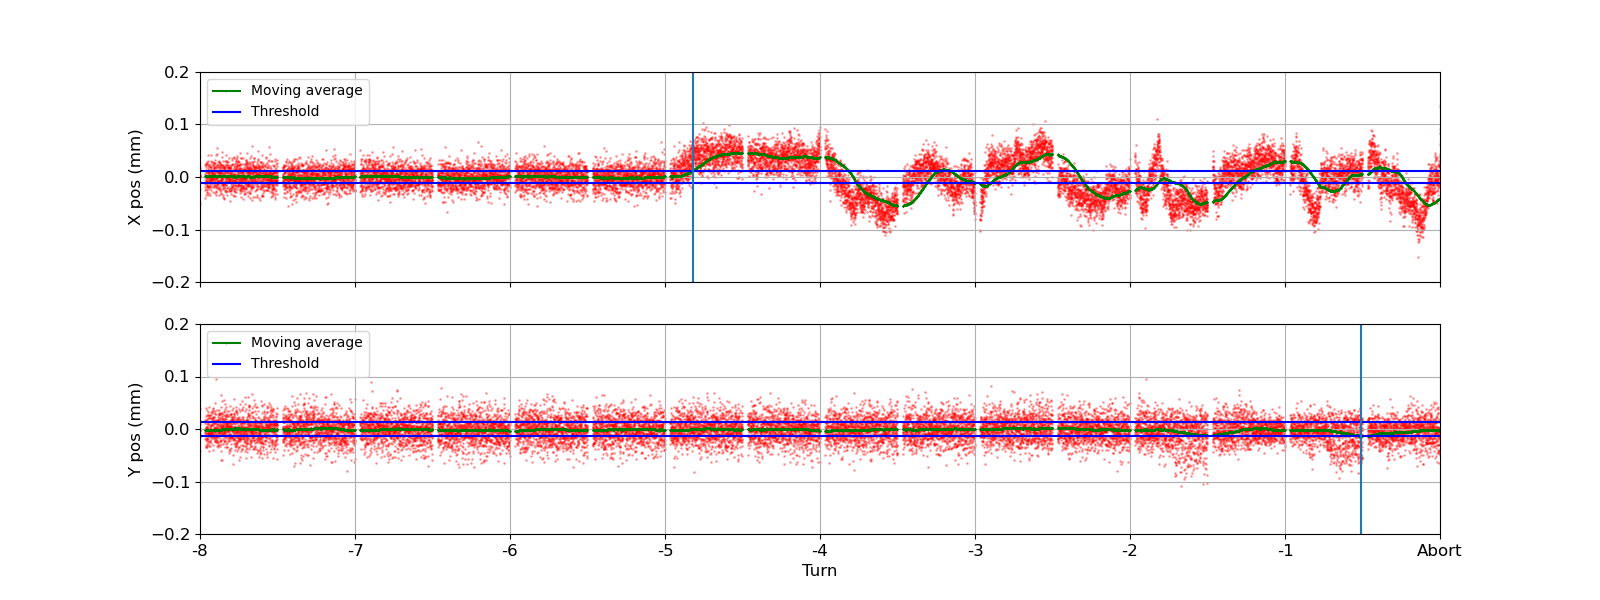 0.2
0.1
0.0
−0.1
−0.2
X pos (mm)
Moving average
Threshold
0.2
0.1
0.0
−0.1
−0.2
Y pos (mm)
Moving average
Threshold
-8 -7 -6 -5 -4 -3 -2 -1 Abort
Turn